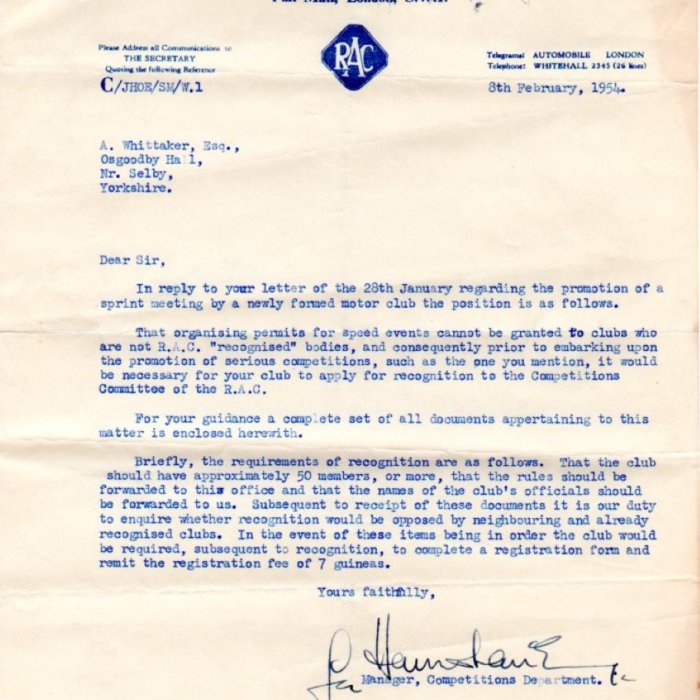 Pall Mall, London, S.W.1.
Please Address all Communications to
THE SECRETARY
Quoting the following Reference
C/JHOE/SM/W.1
RAC
Telegrams: AUTOMOBILE LONDON
Telephone: WHITEHALL 2345 (26 lines)
8th February, 1954.
A. Whittaker, Esq.,
Osgoodby Hall,
Nr. Selby,
Yorkshire.
Dear Sir,
In reply to your letter of the 28th January regarding the promotion of a
sprint meeting by a newly formed motor club the position is as follows.
That organising permits for speed events cannot be granted to clubs who
are not R.A.C. "recognised" bodies, and consequently prior to embarking upon
the promotion of serious competitions, such as the one you mention, it would
be necessary for your club to apply for recognition to the Competitions
Committee of the R.A.C.
For your guidance a complete set of all documents appertaining to this
matter is enclosed herewith.
Briefly, the requirements of recognition are as follows. That the club
should have approximately 50 members, or more, that the rules should be
forwarded to this office and that the names of the club's officials should
be forwarded to us. Subsequent to receipt of these documents it is our duty
to enquire whether recognition would be opposed by neighbouring and already
recognised clubs. In the event of these items being in order the club would
be required, subsequent to recognition, to complete a registration form and
remit the registration fee of 7 guineas.
Yours faithfully,
Manager, Competitions Department.